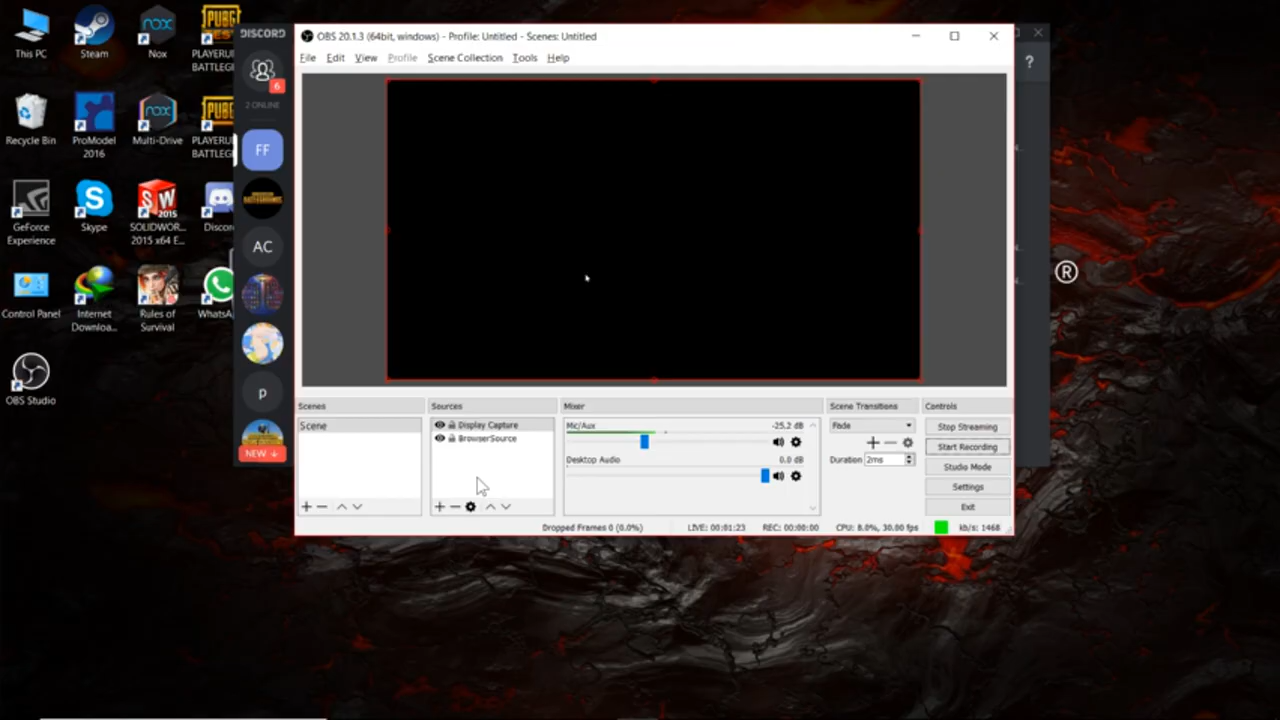 This PC
Steam
Nox
PLAYERU
BATTLEG
Recycle Bin
ProModel
2016
Multi-Drive
PLAYERU
BATTLEG
GeForce
Experience
Skype
SOLIDWOR...
2015 x64 E...
Discor
Control Panel
Internet
Downloa...
Rules of
Survival
WhatsA
OBS Studio
DISCORD
6
2 ONLINE
FF
AC
p
NEW ↓
OBS 20.1.3 (64bit, windows) - Profile: Untitled - Scenes: Untitled
File Edit View Profile Scene Collection Tools Help
?
®
Scenes
Scene
Sources
Display Capture
BrowserSource
Mixer
Mic/Aux -25.2 dB
Desktop Audio 0.0 dB
Scene Transitions
Fade
Duration 2ms
Controls
Stop Streaming
Start Recording
Studio Mode
Settings
Exit
Dropped Frames 0 (0.0%) LIVE: 00:01:23 REC: 00:00:00 CPU: 8.0%, 30.00 fps kb/s: 1468